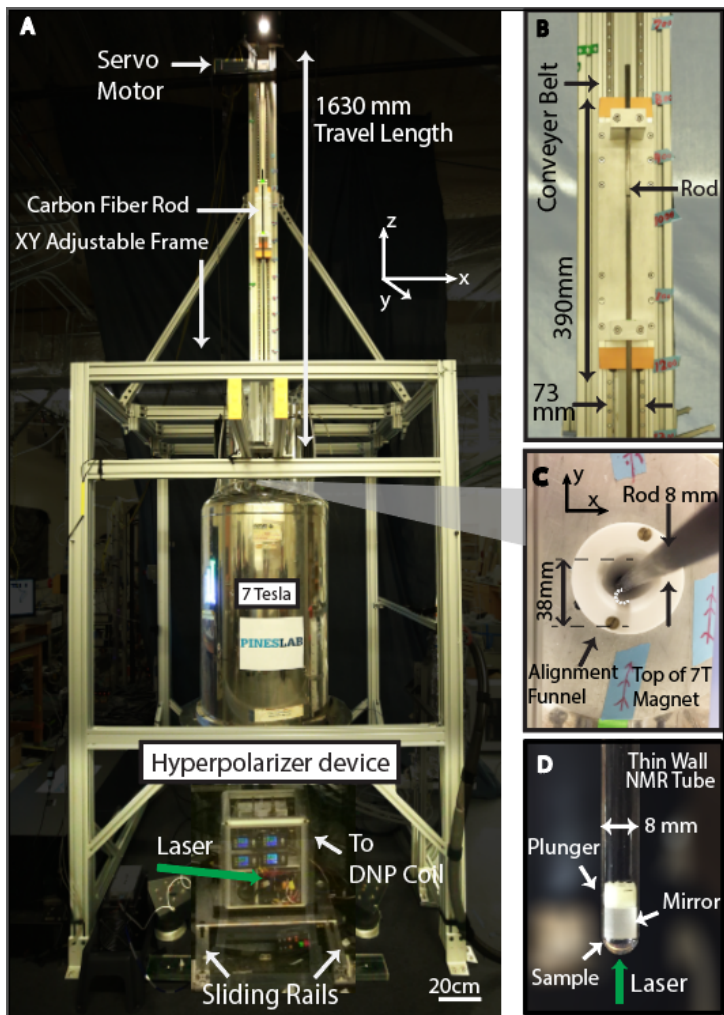 A
Servo
Motor
1630 mm
Travel Length
Carbon Fiber Rod
XY Adjustable Frame
z
x
y
7 Tesla
PINESLAB
Hyperpolarizer device
Laser
To
DNP Coil
Sliding Rails
20cm
B
Conveyer Belt
Rod
390mm
73
mm
C
y
x
Rod 8 mm
38mm
Alignment
Funnel
Top of 7T
Magnet
D
Thin Wall
NMR Tube
8 mm
Plunger
Mirror
Sample
Laser